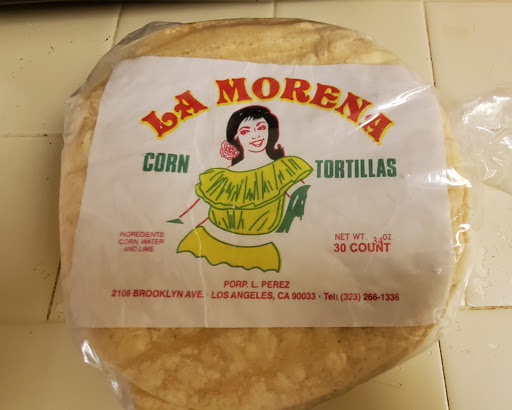 LA MORENA
CORN TORTILLAS
INGREDIENTS:
CORN, WATER
AND LIME.
NET WT. OZ
30 COUNT
PORP. L. PEREZ
2108 BROOKLYN AVE. · LOS ANGELES, CA 90033 · Tel: (323) 266-1336